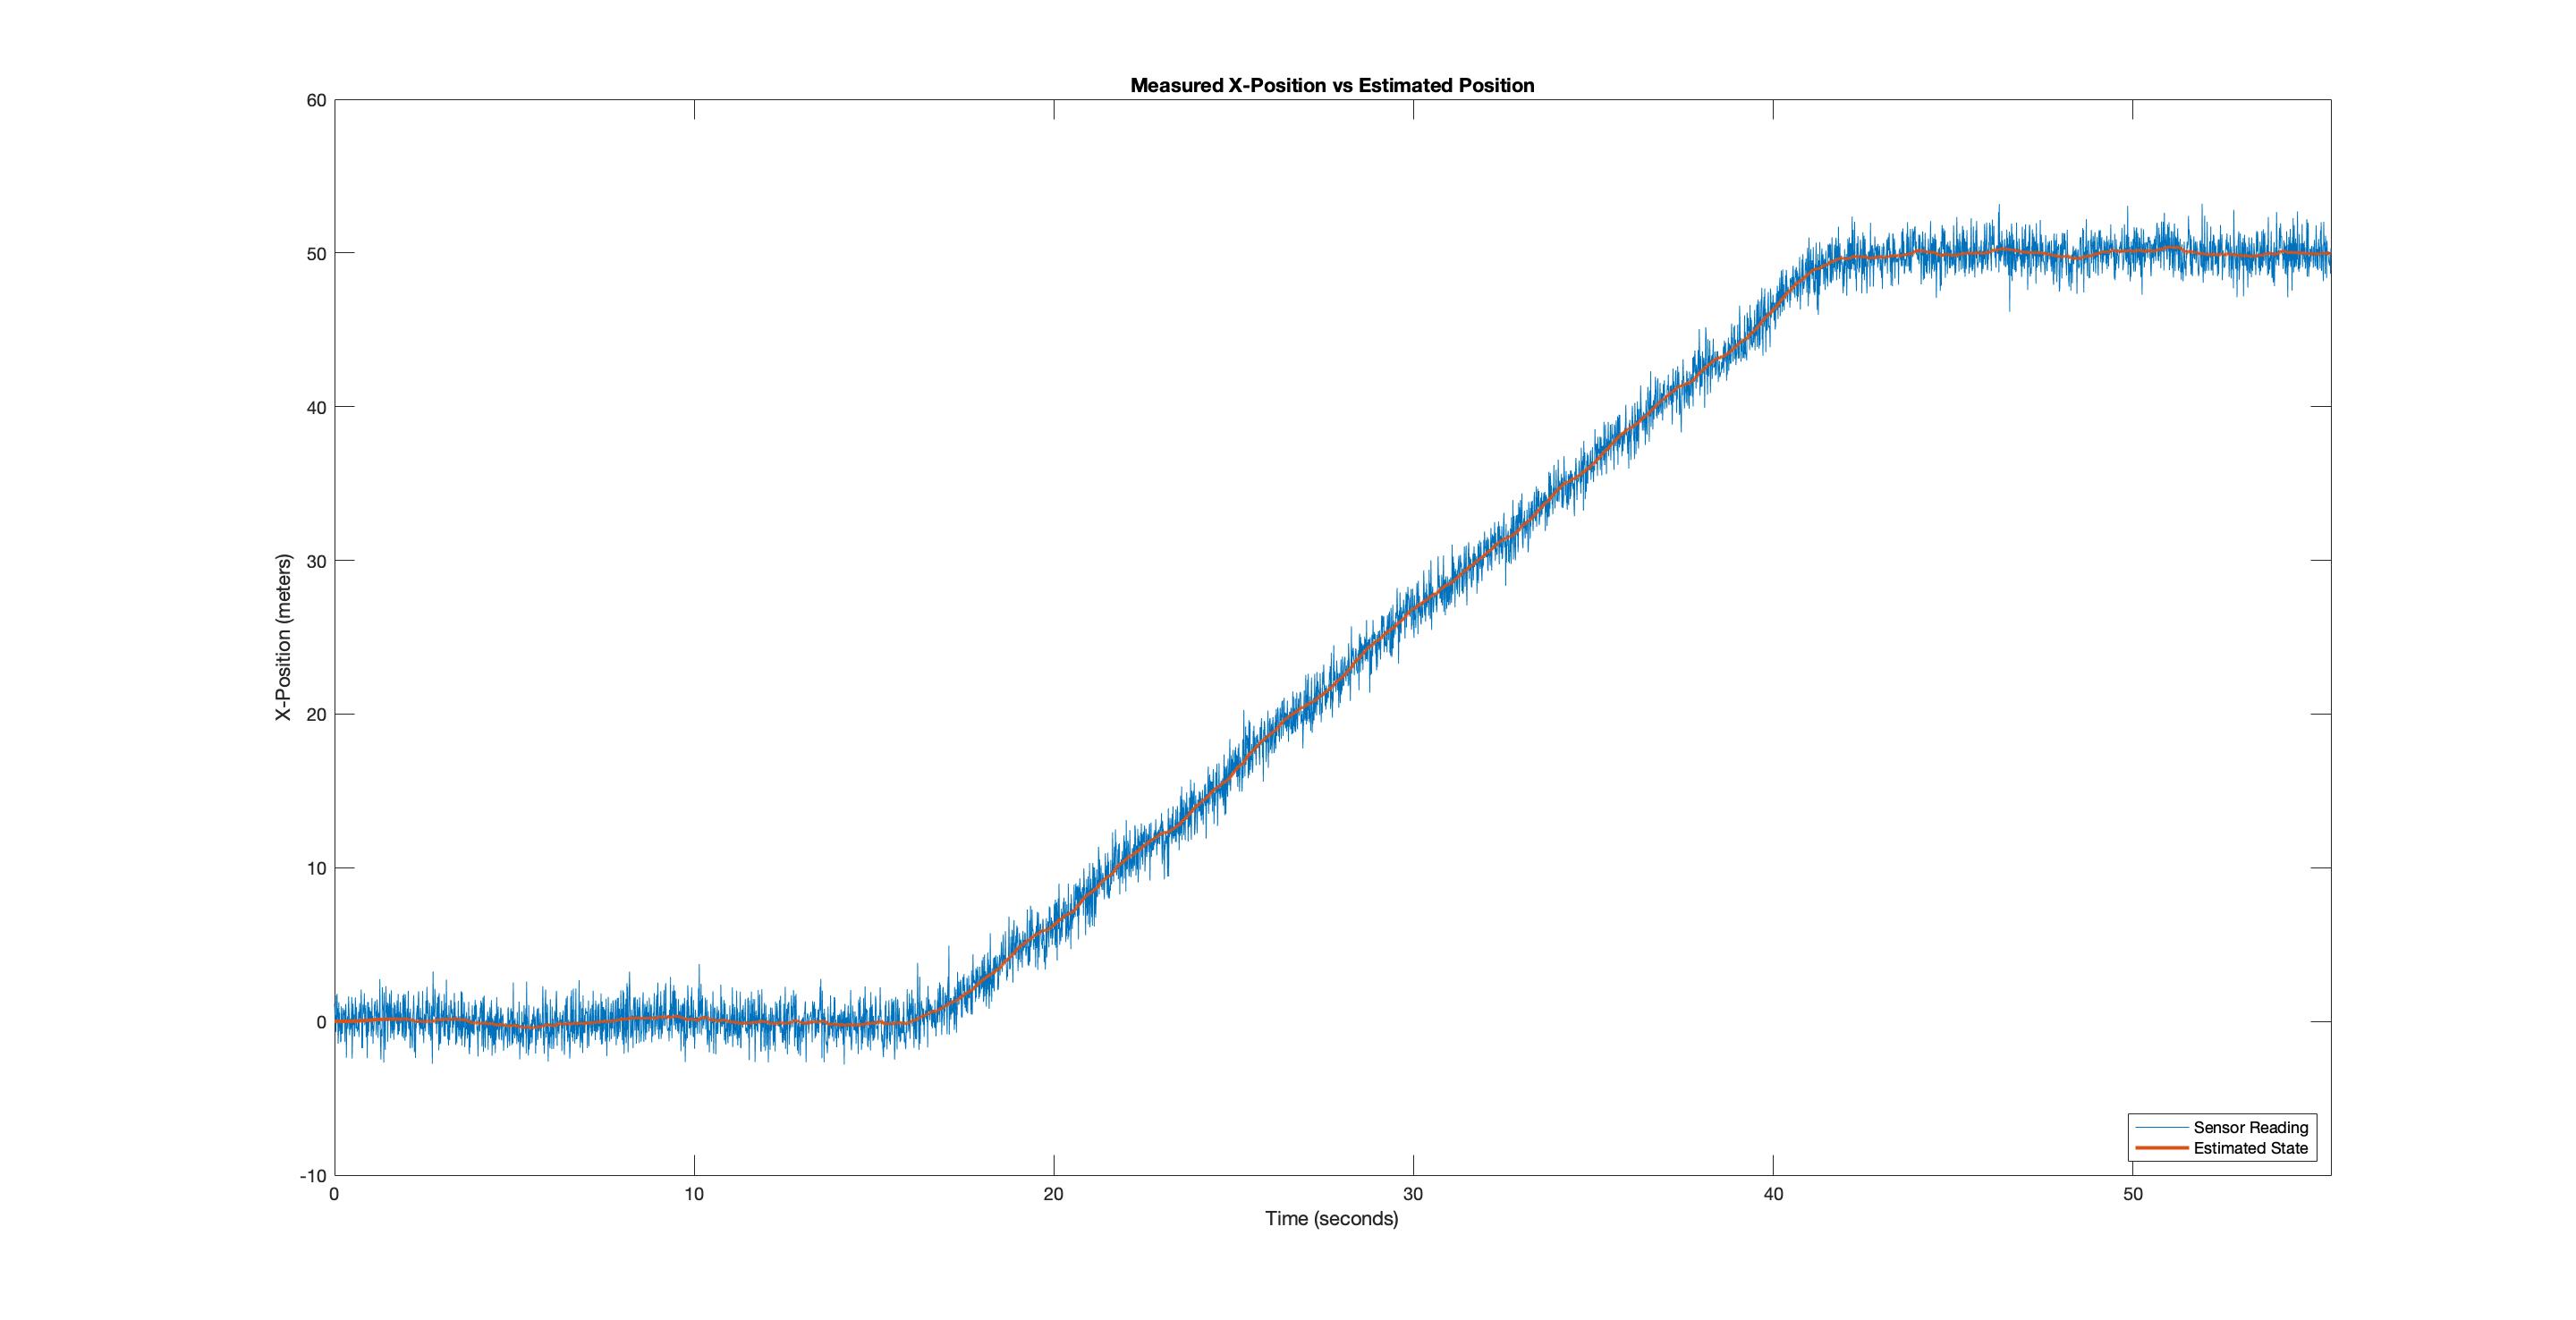 Measured X-Position vs Estimated Position
60
50
40
30
20
10
0
-10
X-Position (meters)
0 10 20 30 40 50
Time (seconds)
Sensor Reading
Estimated State